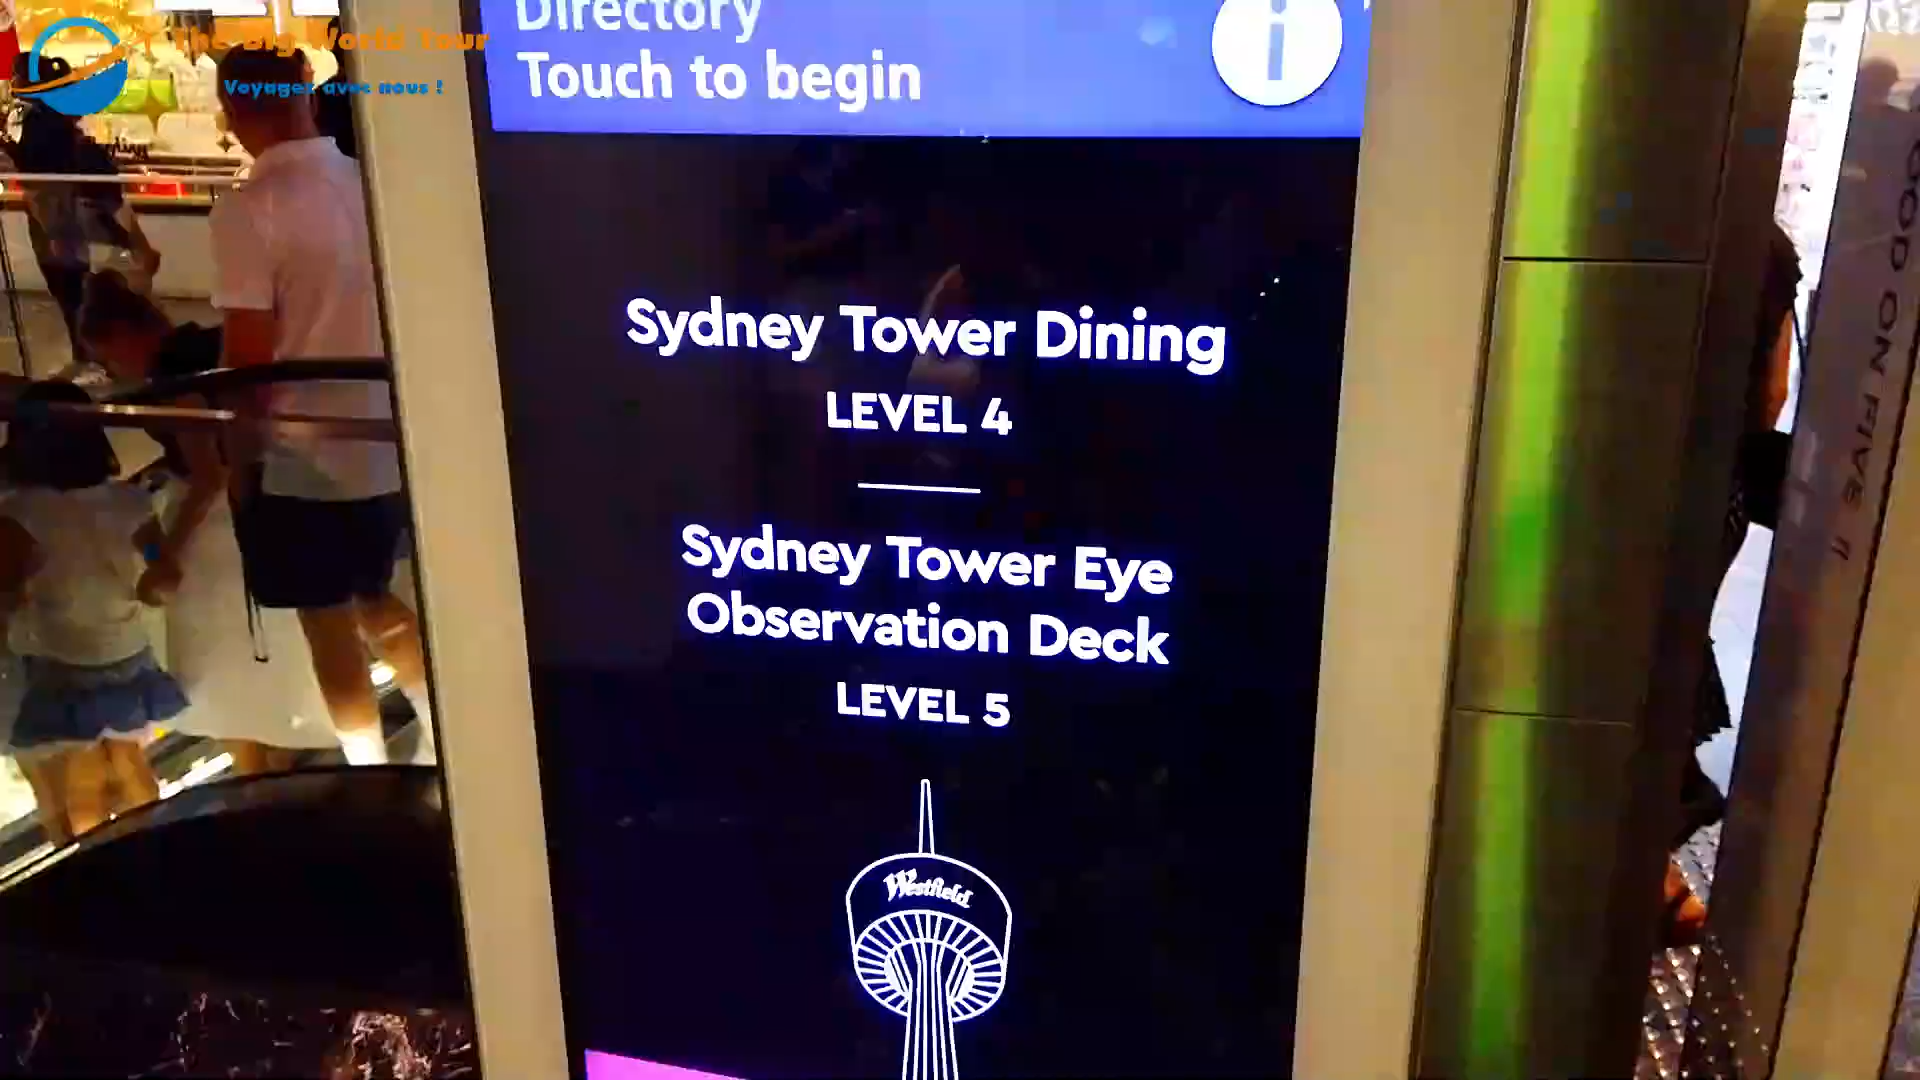 The Big World Tour
Voyagez avec nous !
Directory
Touch to begin
i
Sydney Tower Dining
LEVEL 4
Sydney Tower Eye
Observation Deck
LEVEL 5
Westfield
OOD ON FIVE